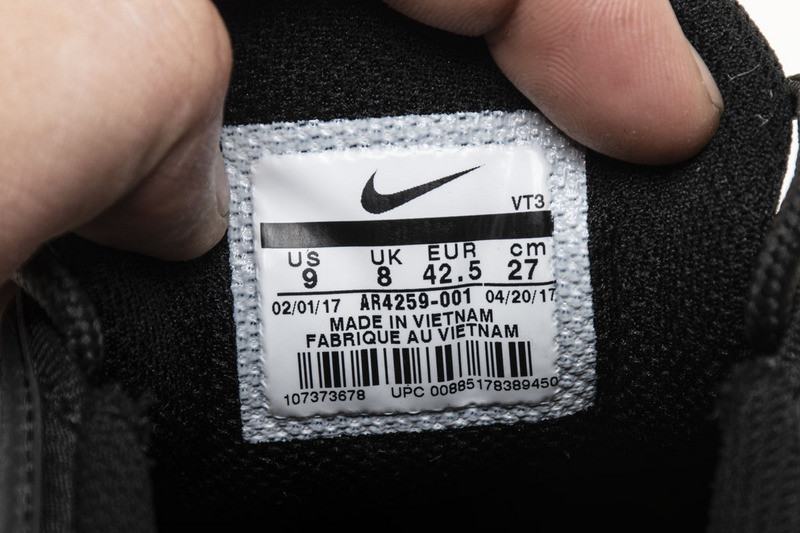 VT3
US UK EUR cm
9 8 42.5 27
02/01/17 AR4259-001 04/20/17
MADE IN VIETNAM
FABRIQUE AU VIETNAM
107373678 UPC 00885178389450